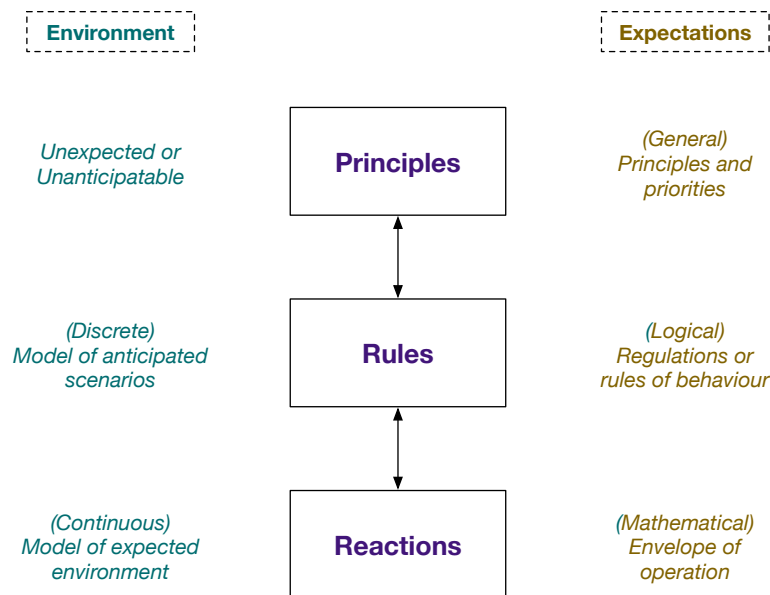 Environment
Expectations
Unexpected or
Unanticipatable
Principles
(General)
Principles and
priorities
(Discrete)
Model of anticipated
scenarios
Rules
(Logical)
Regulations or
rules of behaviour
(Continuous)
Model of expected
environment
Reactions
(Mathematical)
Envelope of
operation